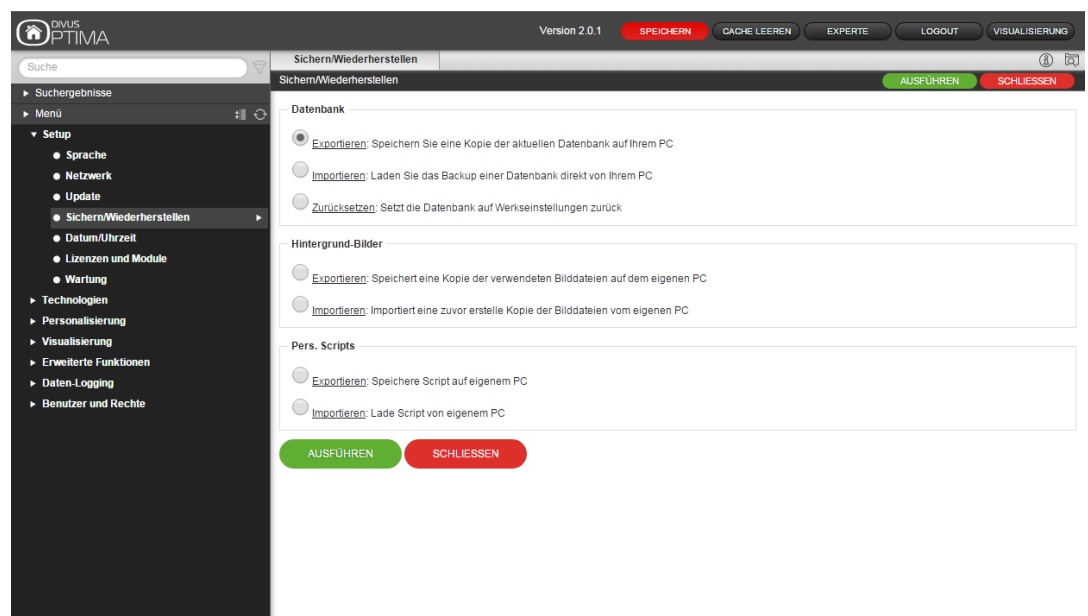 DIVUS
OPTIMA
Version 2.0.1
SPEICHERN
CACHE LEEREN
EXPERTE
LOGOUT
VISUALISIERUNG
Suche
Suchergebnisse
Menü
Setup
Sprache
Netzwerk
Update
Sichern/Wiederherstellen
Datum/Uhrzeit
Lizenzen und Module
Wartung
Technologien
Personalisierung
Visualisierung
Erweiterte Funktionen
Daten-Logging
Benutzer und Rechte
Sichern/Wiederherstellen
Sichern/Wiederherstellen
AUSFÜHREN
SCHLIESSEN
Datenbank
Exportieren: Speichern Sie eine Kopie der aktuellen Datenbank auf Ihrem PC
Importieren: Laden Sie das Backup einer Datenbank direkt von Ihrem PC
Zurücksetzen: Setzt die Datenbank auf Werkseinstellungen zurück
Hintergrund-Bilder
Exportieren: Speichert eine Kopie der verwendeten Bilddateien auf dem eigenen PC
Importieren: Importiert eine zuvor erstelle Kopie der Bilddateien vom eigenen PC
Pers. Scripts
Exportieren: Speichere Script auf eigenem PC
Importieren: Lade Script von eigenem PC
AUSFÜHREN
SCHLIESSEN